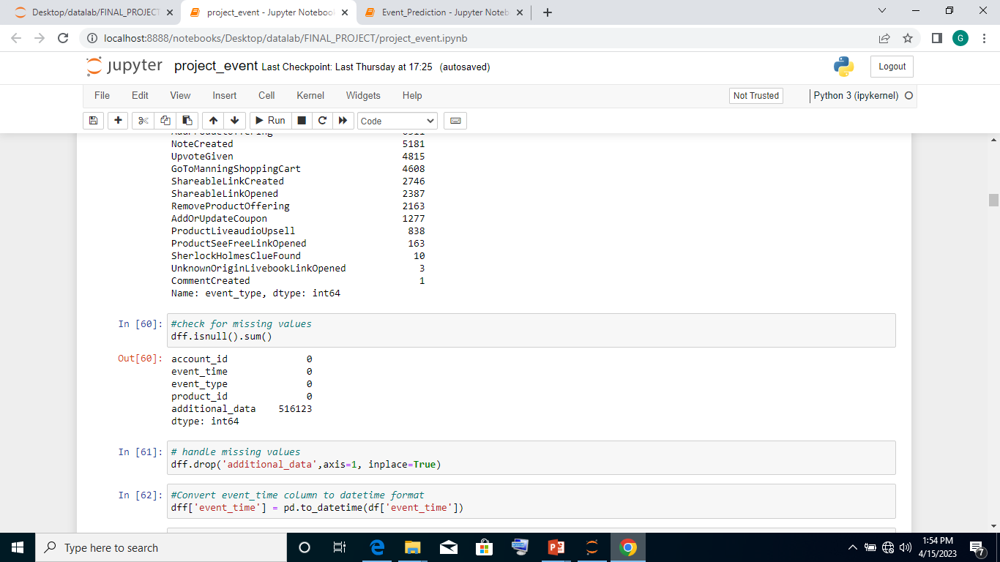 Desktop/datalab/FINAL_PROJECT
project_event - Jupyter Notebook
Event_Prediction - Jupyter Noteb
localhost:8888/notebooks/Desktop/datalab/FINAL_PROJECT/project_event.ipynb
G
jupyter project_event Last Checkpoint: Last Thursday at 17:25 (autosaved)
Logout
File Edit View Insert Cell Kernel Widgets Help
Not Trusted
Python 3 (ipykernel)
Run
Code
AddProductOffering
NoteCreated 5181
UpvoteGiven 4815
GoToManningShoppingCart 4608
ShareableLinkCreated 2746
ShareableLinkOpened 2387
RemoveProductOffering 2163
AddOrUpdateCoupon 1277
ProductLiveaudioUpsell 838
ProductSeeFreeLinkOpened 163
SherlockHolmesClueFound 10
UnknownOriginLivebookLinkOpened 3
CommentCreated 1
Name: event_type, dtype: int64
In [60]: #check for missing values
dff.isnull().sum()
Out[60]: account_id 0
event_time 0
event_type 0
product_id 0
additional_data 516123
dtype: int64
In [61]: # handle missing values
dff.drop('additional_data',axis=1, inplace=True)
In [62]: #Convert event_time column to datetime format
dff['event_time'] = pd.to_datetime(df['event_time'])
Type here to search
1:54 PM
4/15/2023
7